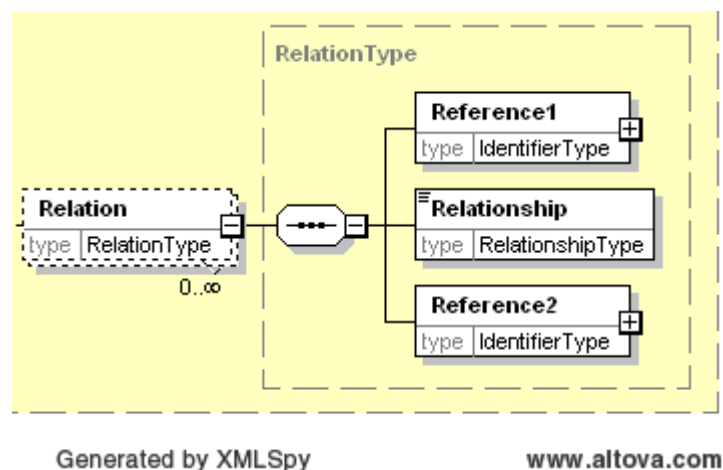 RelationType
Reference1
type IdentifierType
Relation
type RelationType
0..∞
Relationship
type RelationshipType
Reference2
type IdentifierType
Generated by XMLSpy www.altova.com